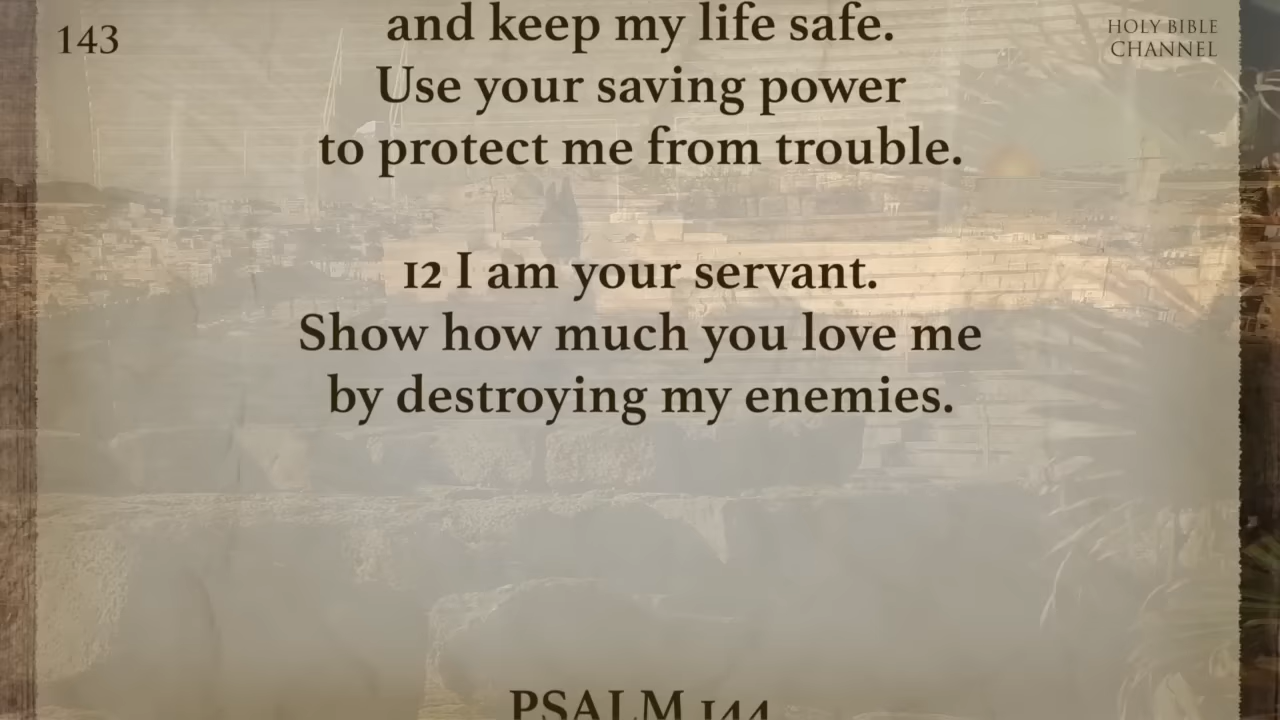 143
HOLY BIBLE
CHANNEL
and keep my life safe.
Use your saving power
to protect me from trouble.
12 I am your servant.
Show how much you love me
by destroying my enemies.
PSALM 144